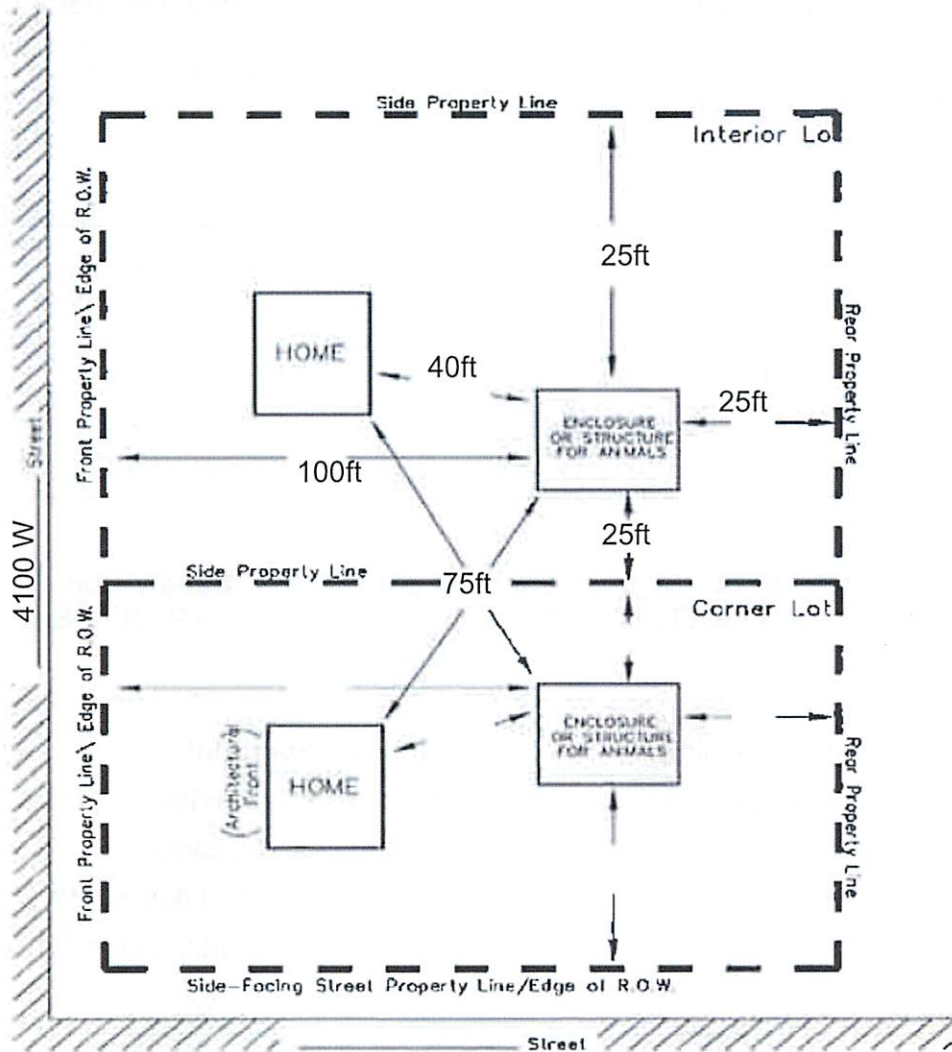 Side Property Line
Interior Lo
Front Property Line\ Edge of R.O.W.
25ft
HOME
40ft
Rear Property Line
25ft
ENCLOSURE
OR STRUCTURE
FOR ANIMALS
Street
100ft
25ft
4100 W
Side Property Line
75ft
Corner Lot
Front Property Line\ Edge of R.O.W.
ENCLOSURE
OR STRUCTURE
FOR ANIMALS
(Architectural
Front)
HOME
Rear Property Line
Side-Facing Street Property Line/Edge of R.O.W.
Street